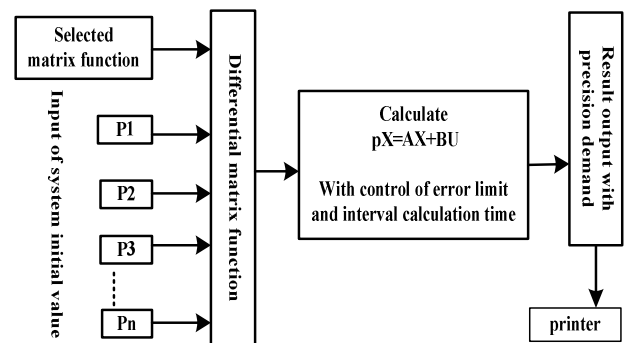 Selected
matrix function
Input of system initial value
P1
P2
P3
Pn
Differential matrix function
Calculate
pX=AX+BU
With control of error limit
and interval calculation time
Result output with
precision demand
printer